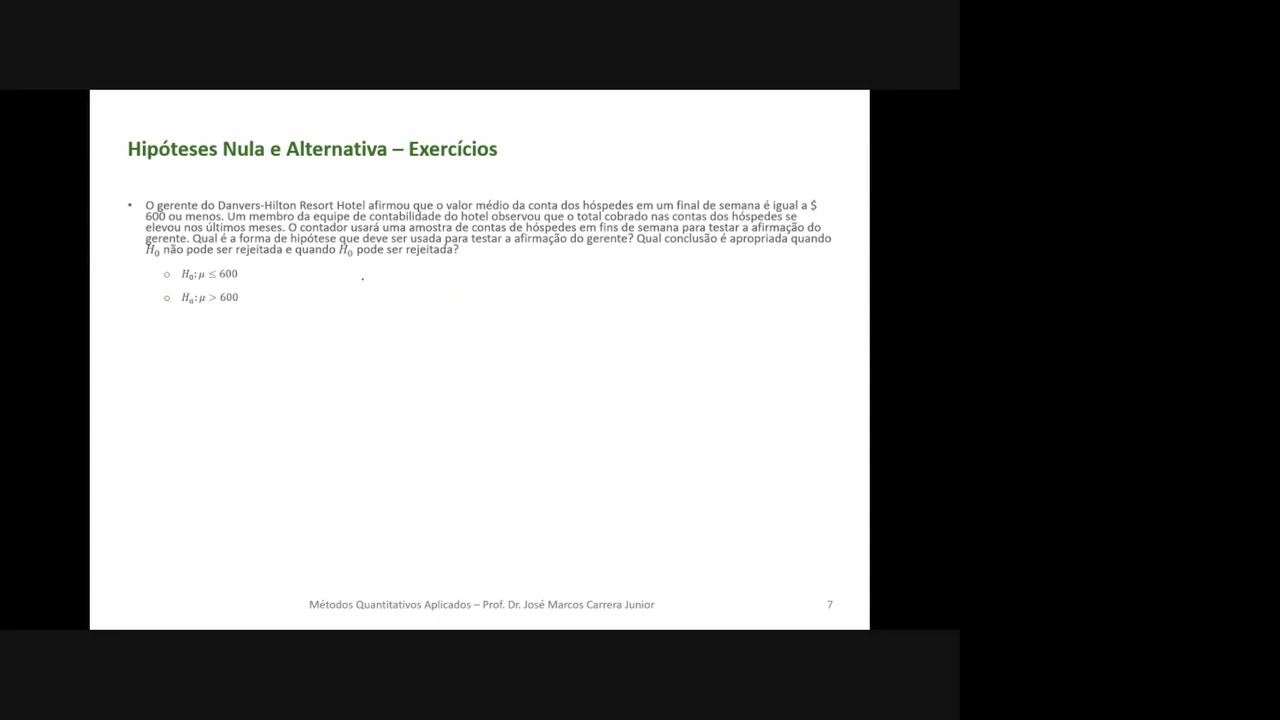 Hipóteses Nula e Alternativa – Exercícios
• O gerente do Danvers-Hilton Resort Hotel afirmou que o valor médio da conta dos hóspedes em um final de semana é igual a $
600 ou menos. Um membro da equipe de contabilidade do hotel observou que o total cobrado nas contas dos hóspedes se
elevou nos últimos meses. O contador usará uma amostra de contas de hóspedes em fins de semana para testar a afirmação do
gerente. Qual é a forma de hipótese que deve ser usada para testar a afirmação do gerente? Qual conclusão é apropriada quando
H₀ não pode ser rejeitada e quando H₀ pode ser rejeitada?
○ H₀: μ ≤ 600
○ Hₐ: μ > 600
Métodos Quantitativos Aplicados – Prof. Dr. José Marcos Carrera Junior
7